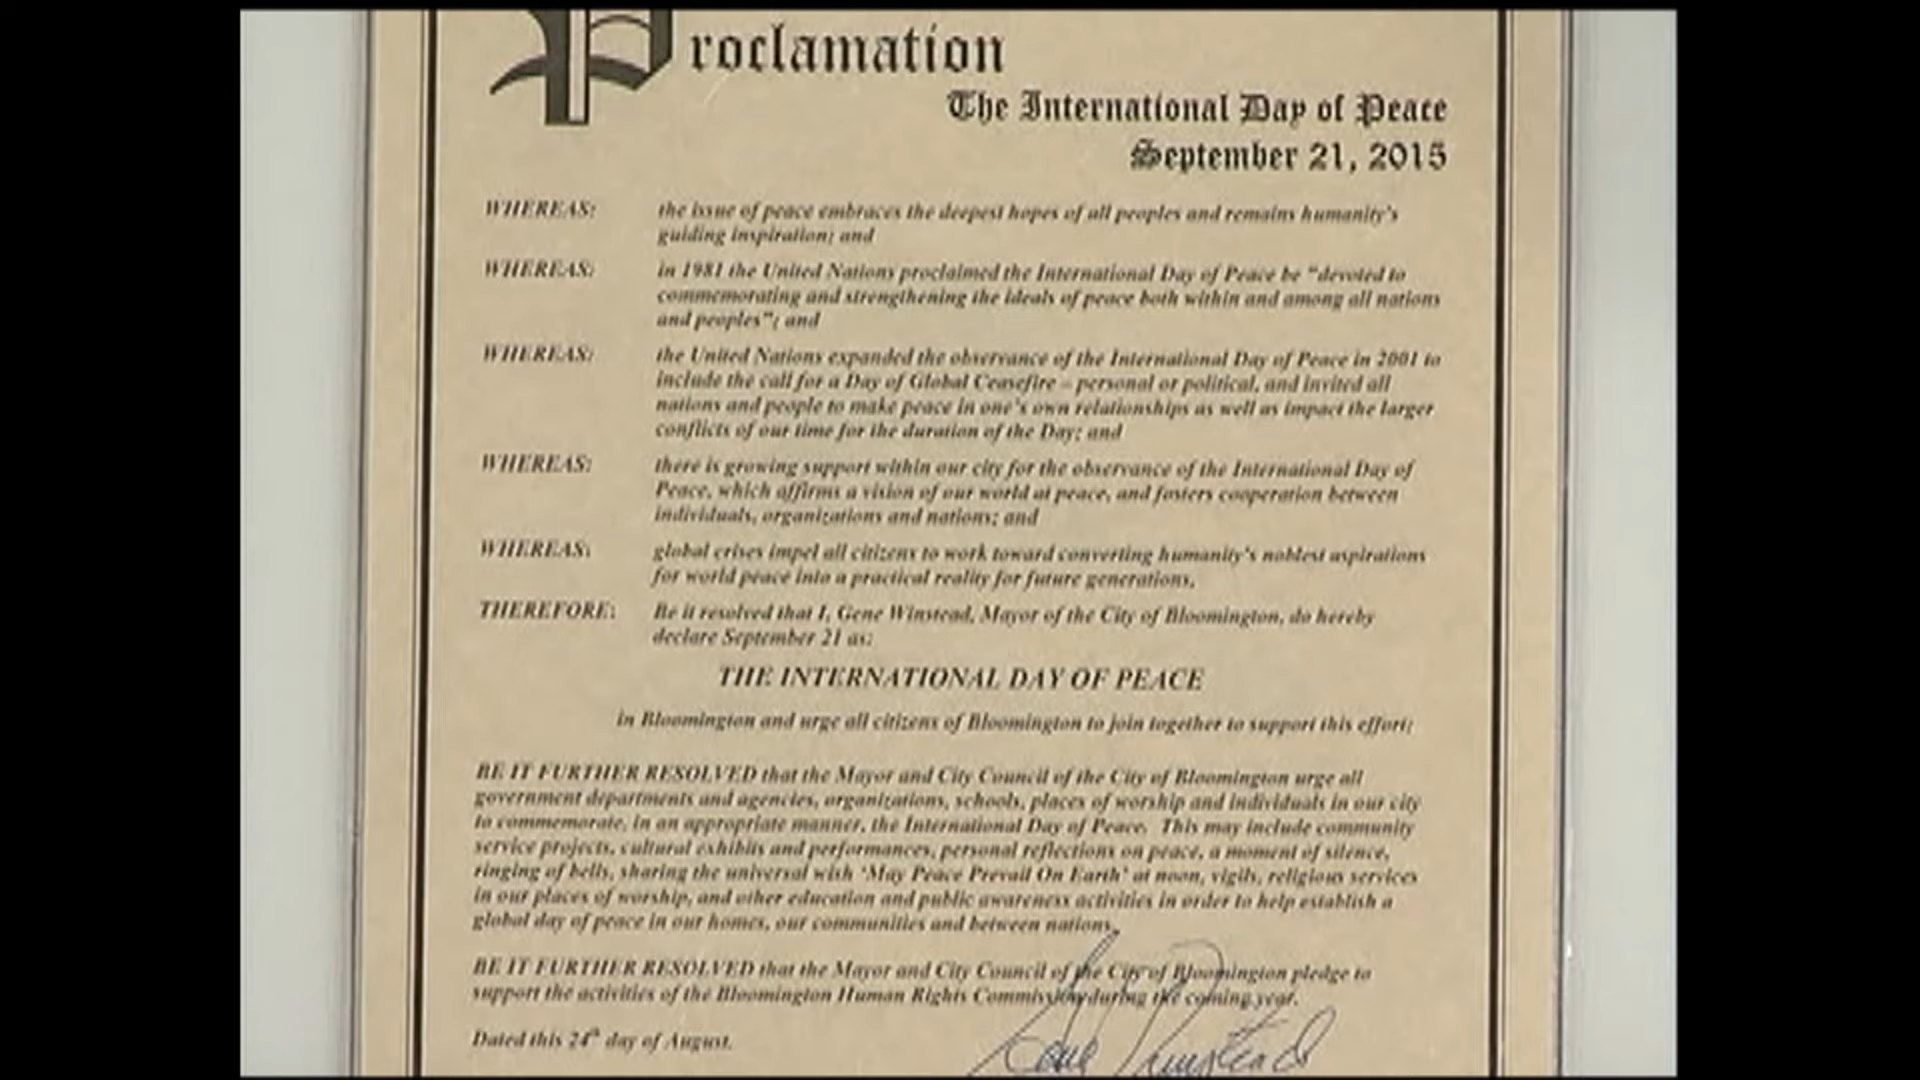 Proclamation
The International Day of Peace
September 21, 2015
WHEREAS: the issue of peace embraces the deepest hopes of all peoples and remains humanity's
guiding inspiration; and
WHEREAS: in 1981 the United Nations proclaimed the International Day of Peace be "devoted to
commemorating and strengthening the ideals of peace both within and among all nations
and peoples"; and
WHEREAS: the United Nations expanded the observance of the International Day of Peace in 2001 to
include the call for a Day of Global Ceasefire – personal or political, and invited all
nations and people to make peace in one's own relationships as well as impact the larger
conflicts of our time for the duration of the Day; and
WHEREAS: there is growing support within our city for the observance of the International Day of
Peace, which affirms a vision of our world at peace, and fosters cooperation between
individuals, organizations and nations; and
WHEREAS: global crises impel all citizens to work toward converting humanity's noblest aspirations
for world peace into a practical reality for future generations.
THEREFORE: Be it resolved that I, Gene Winstead, Mayor of the City of Bloomington, do hereby
declare September 21 as:
THE INTERNATIONAL DAY OF PEACE
in Bloomington and urge all citizens of Bloomington to join together to support this effort;
BE IT FURTHER RESOLVED that the Mayor and City Council of the City of Bloomington urge all
government departments and agencies, organizations, schools, places of worship and individuals in our city
to commemorate, in an appropriate manner, the International Day of Peace. This may include community
service projects, cultural exhibits and performances, personal reflections on peace, a moment of silence,
ringing of bells, sharing the universal wish 'May Peace Prevail On Earth' at noon, vigils, religious services
in our places of worship, and other education and public awareness activities in order to help establish a
global day of peace in our homes, our communities and between nations.
BE IT FURTHER RESOLVED that the Mayor and City Council of the City of Bloomington pledge to
support the activities of the Bloomington Human Rights Commission during the coming year.
Dated this 24th day of August.
Gene Winstead